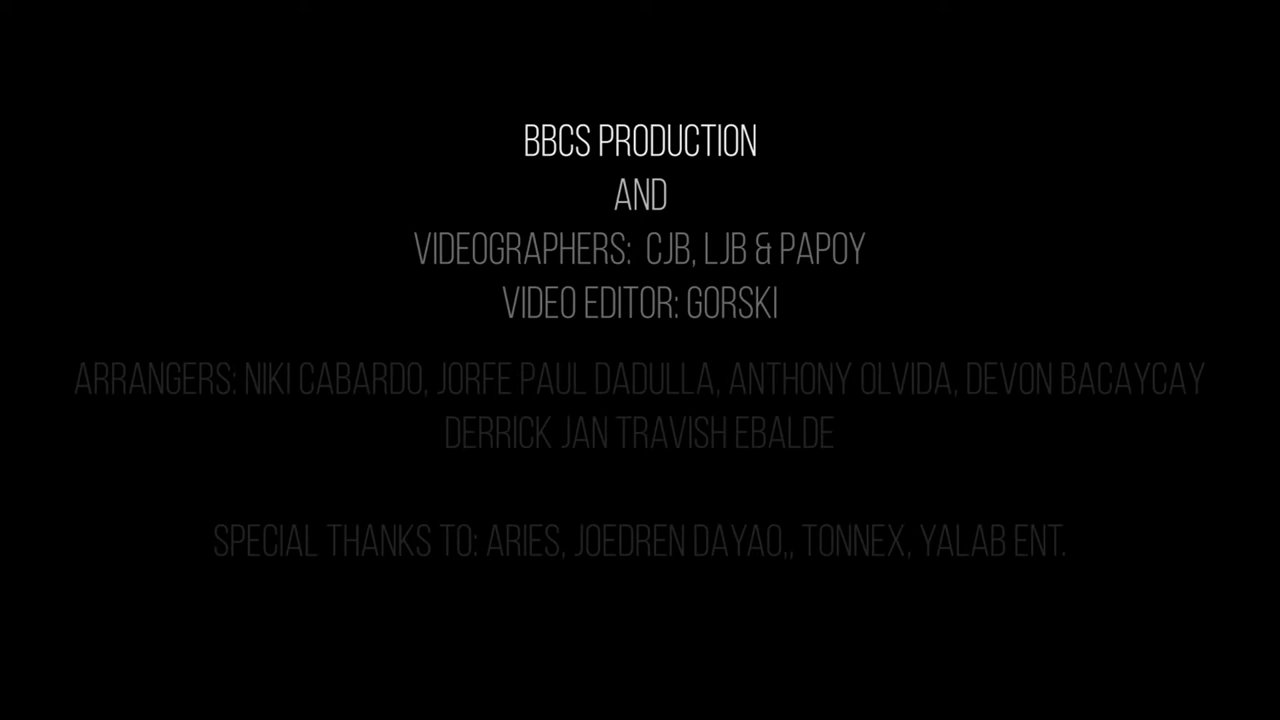 BBCS PRODUCTION
AND
VIDEOGRAPHERS: CJB, LJB & PAPOY
VIDEO EDITOR: GORSKI
ARRANGERS: NIKI CABARDO, JORFE PAUL DADULLA, ANTHONY OLVIDA, DEVON BACAYCAY
DERRICK JAN TRAVISH EBALDE
SPECIAL THANKS TO: ARIES, JOEDREN DAYAO,, TONNEX, YALAB ENT.